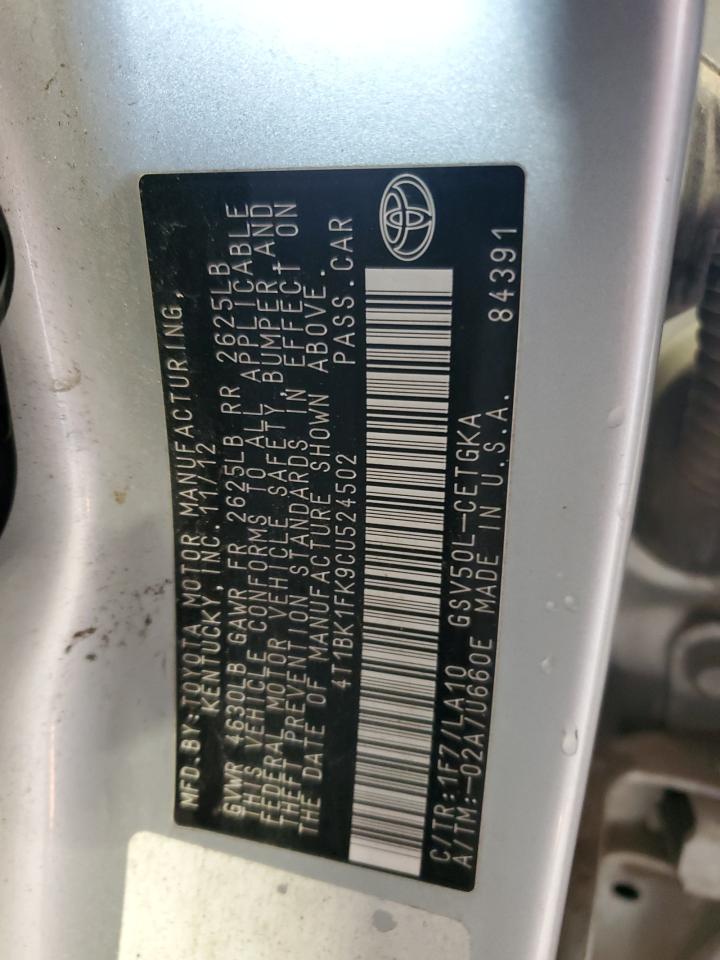 MFD.BY:TOYOTA MOTOR MANUFACTURING,
KENTUCKY, INC. 11/12
GVWR 4630LB GAWR FR 2625LB RR 2625LB
THIS VEHICLE CONFORMS TO ALL APPLICABLE
FEDERAL MOTOR VEHICLE SAFETY BUMPER AND
THEFT PREVENTION STANDARDS IN EFFECT ON
THE DATE OF MANUFACTURE SHOWN ABOVE.
4T1BK1FK9CU524502 PASS.CAR
C/TR:1F7/LA10 GSV50L-CETGKA
A/TM:-02A/U660E MADE IN U.S.A. 84391